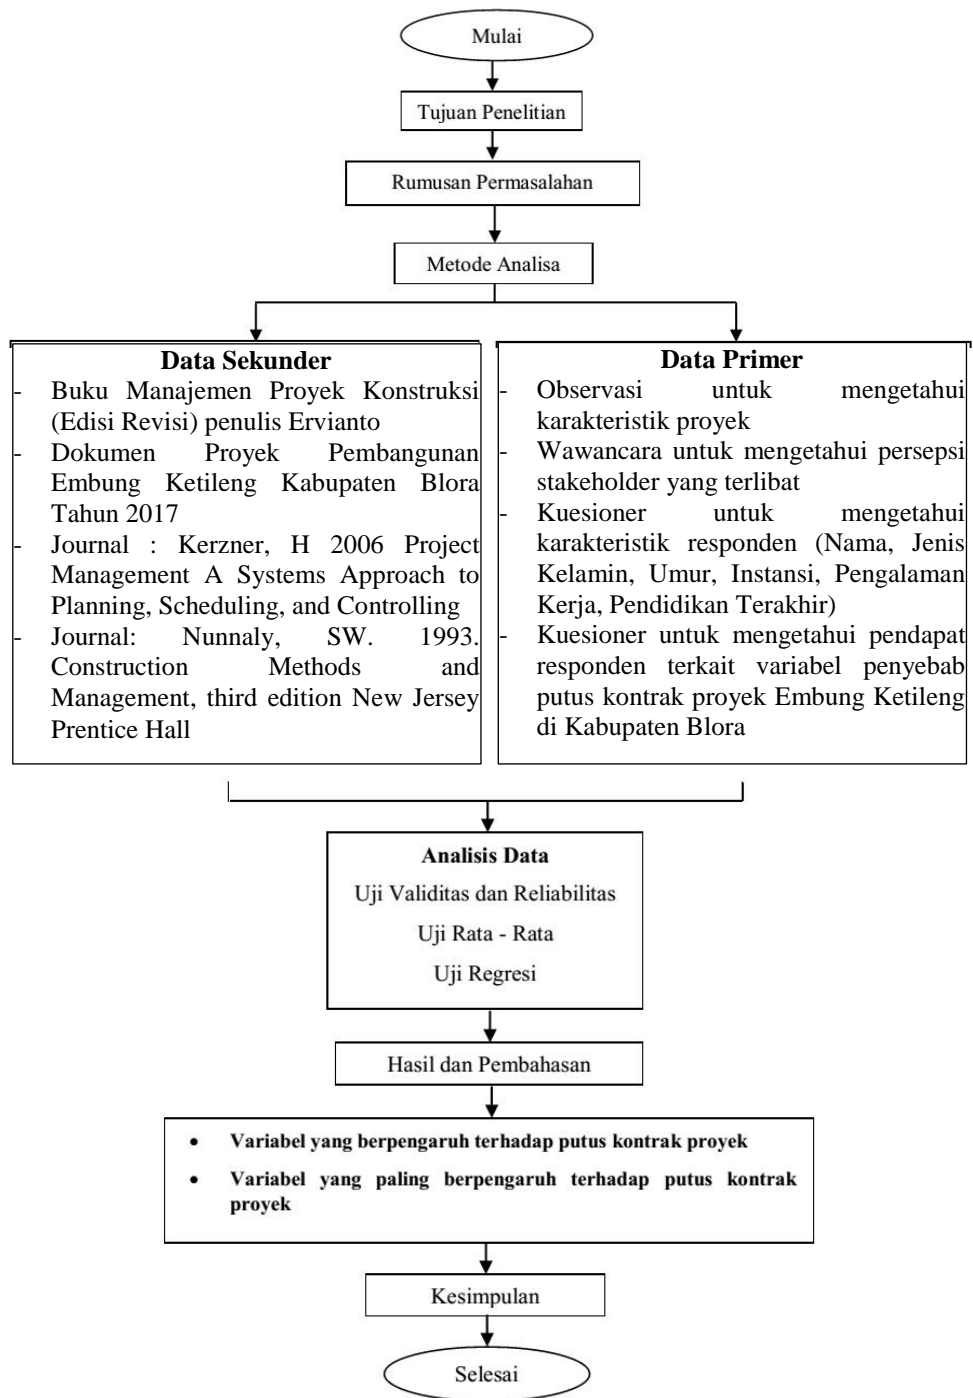 Mulai
Tujuan Penelitian
Rumusan Permasalahan
Metode Analisa
Data Sekunder
- Buku Manajemen Proyek Konstruksi
(Edisi Revisi) penulis Ervianto
- Dokumen Proyek Pembangunan
Embung Ketileng Kabupaten Blora
Tahun 2017
- Journal : Kerzner, H 2006 Project
Management A Systems Approach to
Planning, Scheduling, and Controlling
- Journal: Nunnaly, SW. 1993.
Construction Methods and
Management, third edition New Jersey
Prentice Hall
Data Primer
- Observasi untuk mengetahui
karakteristik proyek
- Wawancara untuk mengetahui persepsi
stakeholder yang terlibat
- Kuesioner untuk mengetahui
karakteristik responden (Nama, Jenis
Kelamin, Umur, Instansi, Pengalaman
Kerja, Pendidikan Terakhir)
- Kuesioner untuk mengetahui pendapat
responden terkait variabel penyebab
putus kontrak proyek Embung Ketileng
di Kabupaten Blora
Analisis Data
Uji Validitas dan Reliabilitas
Uji Rata - Rata
Uji Regresi
Hasil dan Pembahasan
• Variabel yang berpengaruh terhadap putus kontrak proyek
• Variabel yang paling berpengaruh terhadap putus kontrak
proyek
Kesimpulan
Selesai